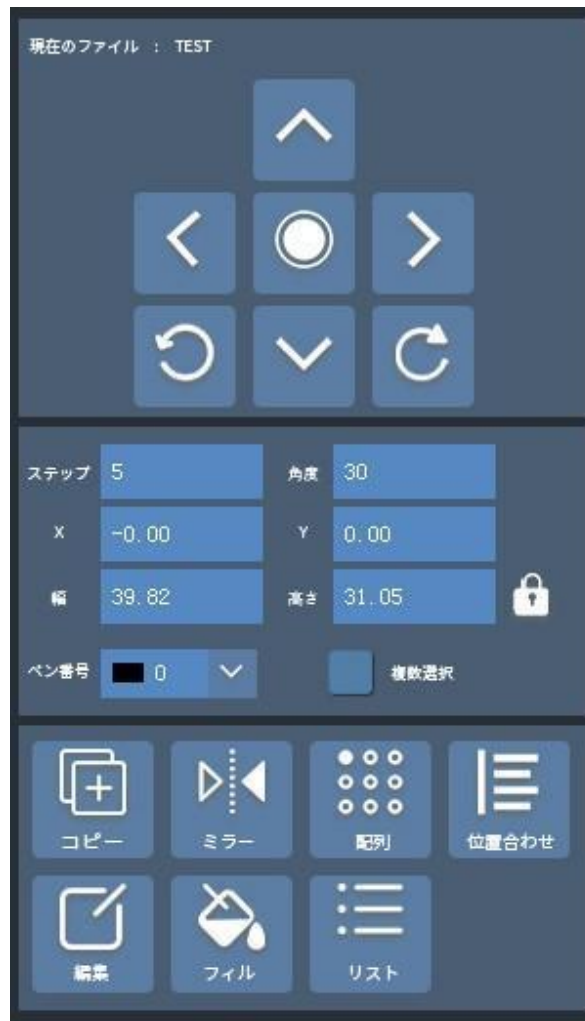 現在のファイル : TEST
ステップ 5 角度 30
X -0.00 Y 0.00
幅 39.82 高さ 31.05
ペン番号 0 複数選択
コピー ミラー 配列 位置合わせ
編集 フィル リスト